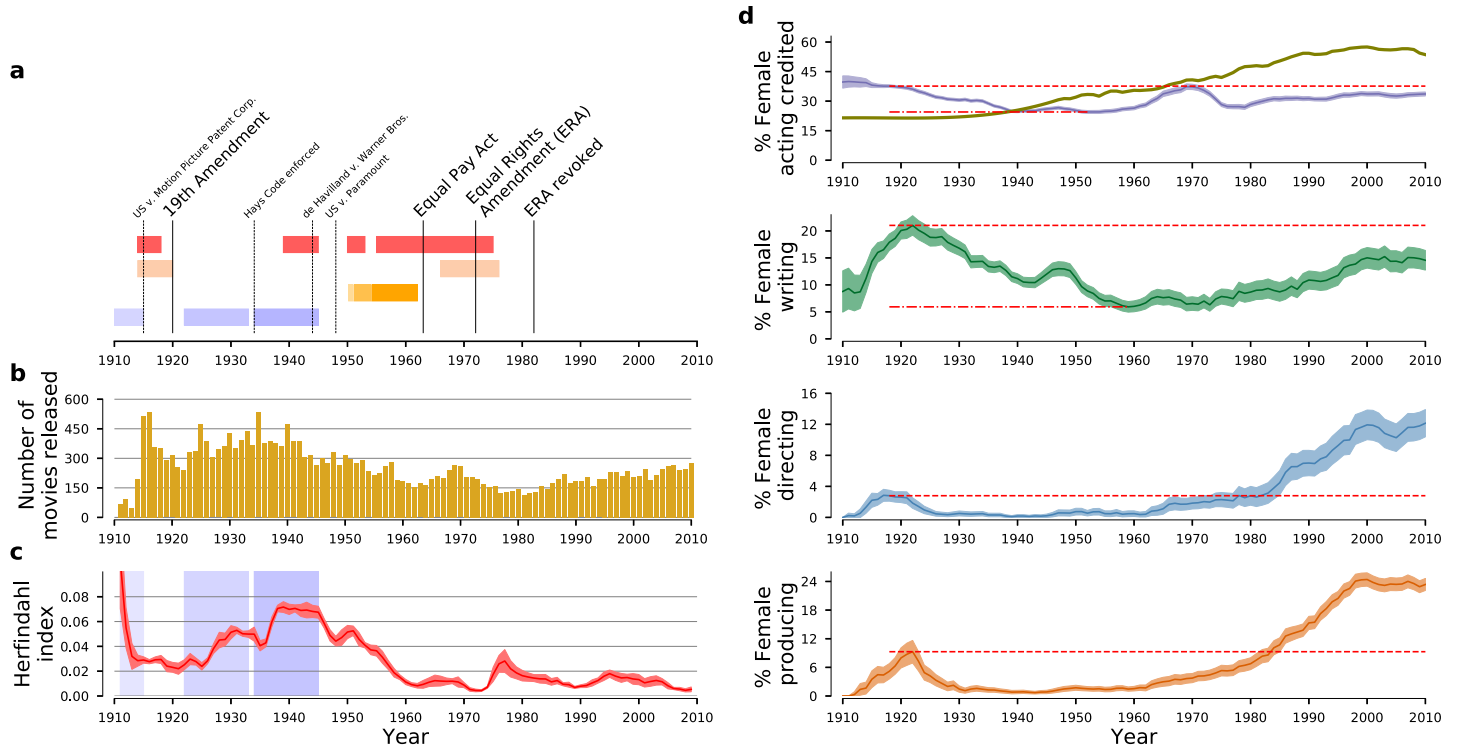 a
US v. Motion Picture Patent Corp.
19th Amendment
Hays Code enforced
de Havilland v. Warner Bros.
US v. Paramount
Equal Pay Act
Equal Rights
Amendment (ERA)
ERA revoked
1910 1920 1930 1940 1950 1960 1970 1980 1990 2000 2010
b
Number of
movies released
600
450
300
150
0
1910 1920 1930 1940 1950 1960 1970 1980 1990 2000 2010
c
Herfindahl
index
0.08
0.06
0.04
0.02
0.00
1910 1920 1930 1940 1950 1960 1970 1980 1990 2000 2010
Year
d
% Female
acting credited
60
45
30
15
0
1910 1920 1930 1940 1950 1960 1970 1980 1990 2000 2010
% Female
writing
20
15
10
5
0
1910 1920 1930 1940 1950 1960 1970 1980 1990 2000 2010
% Female
directing
16
12
8
4
0
1910 1920 1930 1940 1950 1960 1970 1980 1990 2000 2010
% Female
producing
24
18
12
6
0
1910 1920 1930 1940 1950 1960 1970 1980 1990 2000 2010
Year